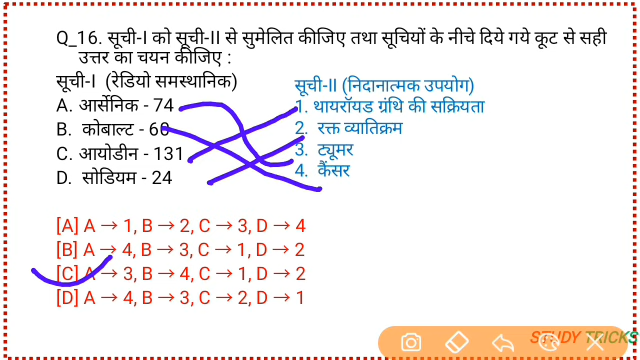 Q_16. सूची-I को सूची-II से सुमेलित कीजिए तथा सूचियों के नीचे दिये गये कूट से सही
उत्तर का चयन कीजिए :
सूची-I (रेडियो समस्थानिक)
A. आर्सेनिक - 74
B. कोबाल्ट - 60
C. आयोडीन - 131
D. सोडियम - 24
सूची-II (निदानात्मक उपयोग)
1. थायरॉयड ग्रंथि की सक्रियता
2. रक्त व्यातिक्रम
3. ट्यूमर
4. कैंसर
[A] A → 1, B → 2, C → 3, D → 4
[B] A → 4, B → 3, C → 1, D → 2
[C] A → 3, B → 4, C → 1, D → 2
[D] A → 4, B → 3, C → 2, D → 1
STUDY TRICKS